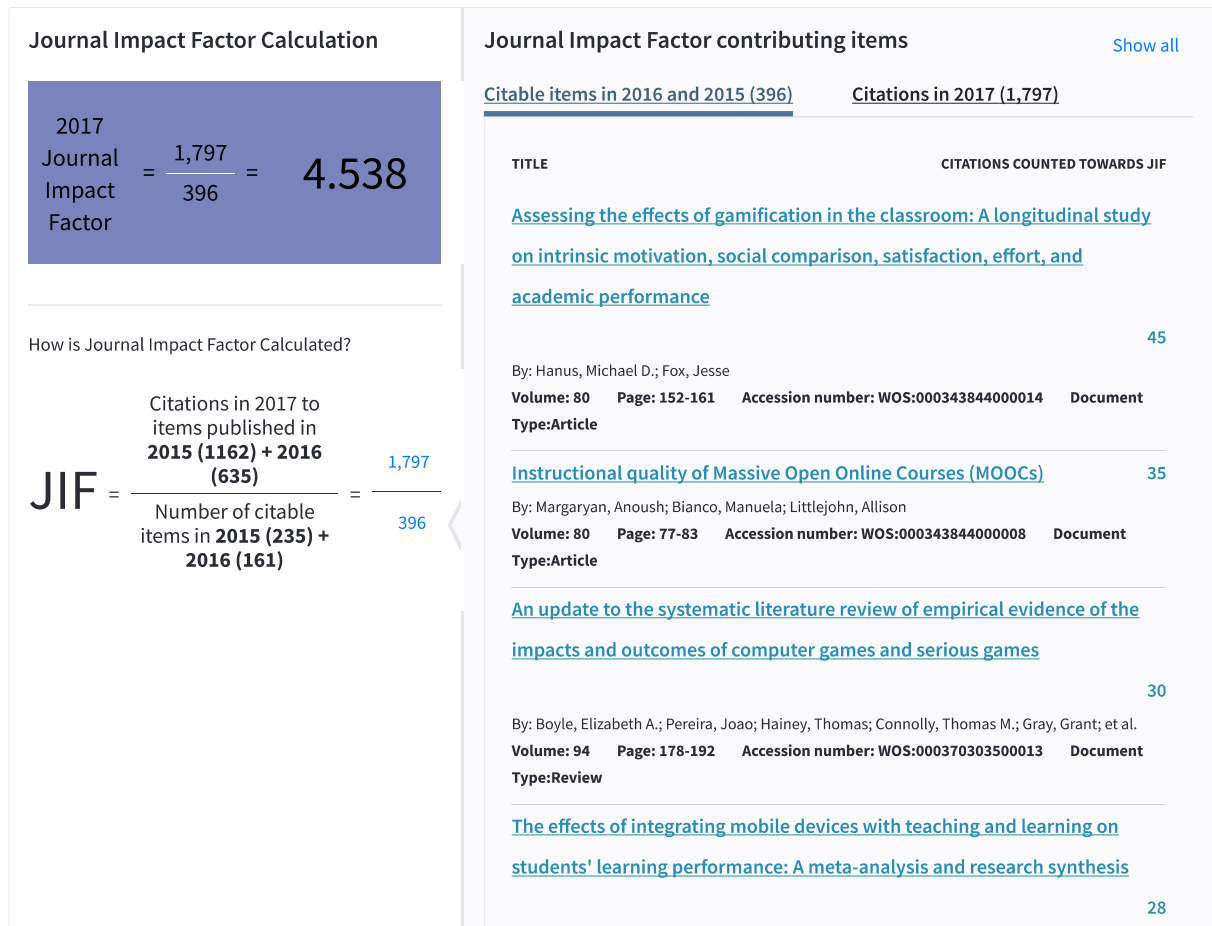 Journal Impact Factor Calculation
2017
Journal
Impact
Factor
=
1,797
396
=
4.538
How is Journal Impact Factor Calculated?
JIF
=
Citations in 2017 to
items published in
2015 (1162) + 2016
(635)
Number of citable
items in 2015 (235) +
2016 (161)
=
1,797
396
Journal Impact Factor contributing items
Show all
Citable items in 2016 and 2015 (396)
Citations in 2017 (1,797)
TITLE
CITATIONS COUNTED TOWARDS JIF
Assessing the effects of gamification in the classroom: A longitudinal study
on intrinsic motivation, social comparison, satisfaction, effort, and
academic performance
45
By: Hanus, Michael D.; Fox, Jesse
Volume: 80 Page: 152-161 Accession number: WOS:000343844000014 Document
Type:Article
Instructional quality of Massive Open Online Courses (MOOCs) 35
By: Margaryan, Anoush; Bianco, Manuela; Littlejohn, Allison
Volume: 80 Page: 77-83 Accession number: WOS:000343844000008 Document
Type:Article
An update to the systematic literature review of empirical evidence of the
impacts and outcomes of computer games and serious games
30
By: Boyle, Elizabeth A.; Pereira, Joao; Hainey, Thomas; Connolly, Thomas M.; Gray, Grant; et al.
Volume: 94 Page: 178-192 Accession number: WOS:000370303500013 Document
Type:Review
The effects of integrating mobile devices with teaching and learning on
students' learning performance: A meta-analysis and research synthesis
28